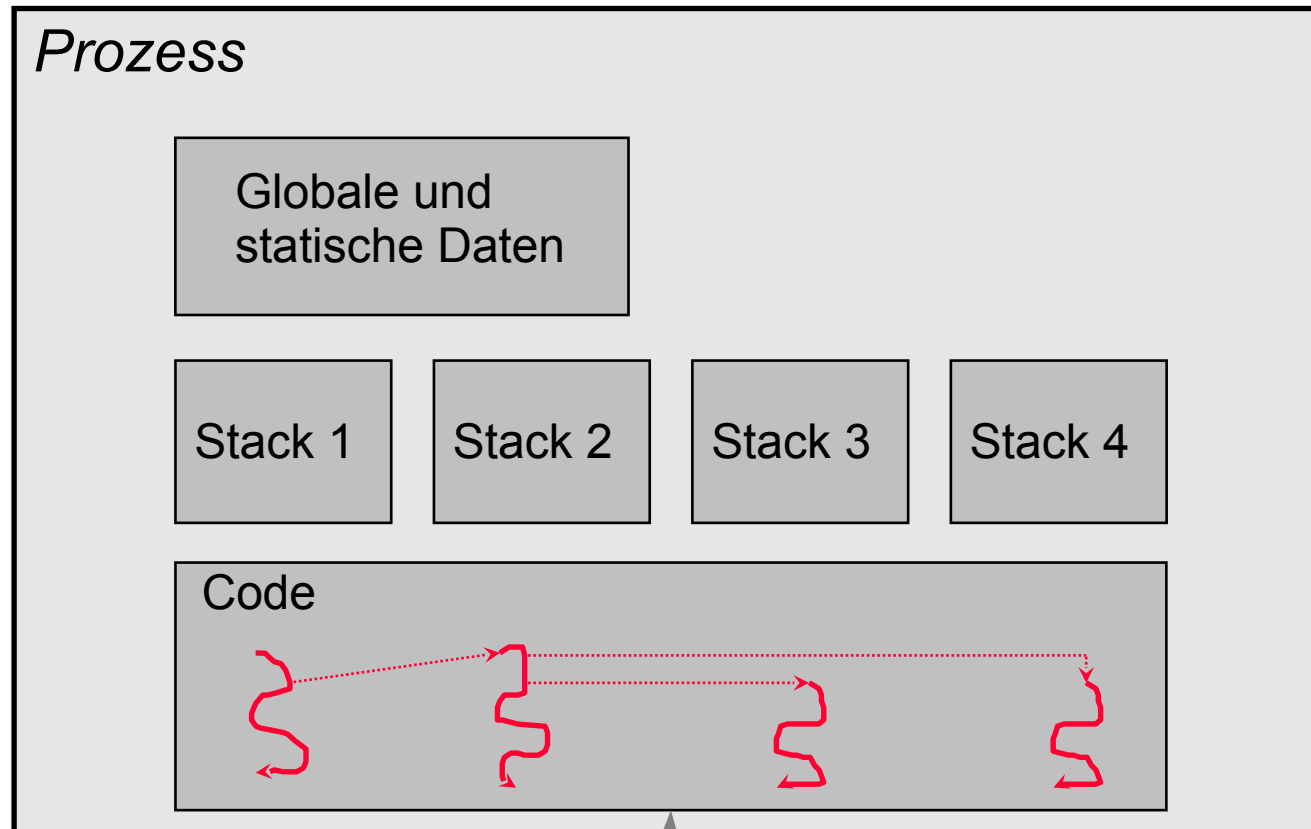 Prozess
Globale und
statische Daten
Stack 1
Stack 2
Stack 3
Stack 4
Code